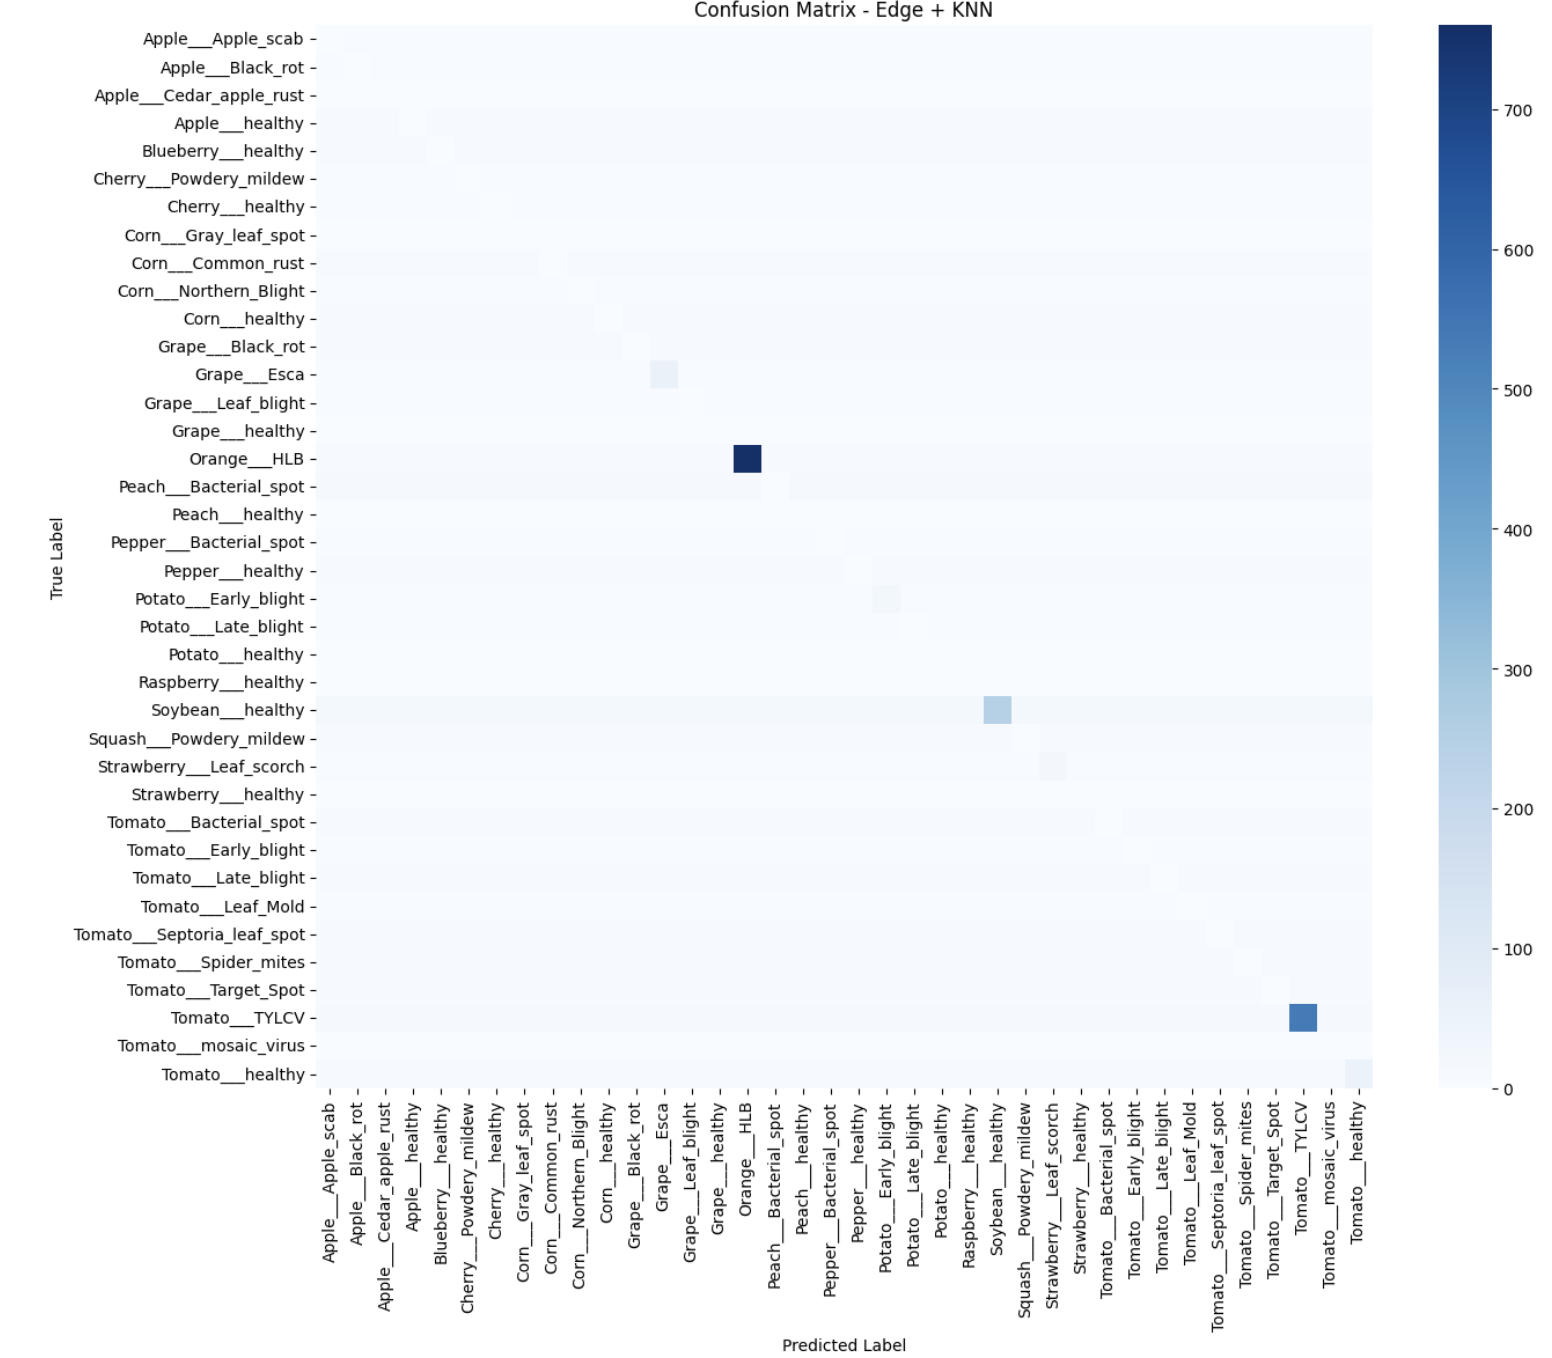 Confusion Matrix - Edge + KNN
Apple___Apple_scab
Apple___Black_rot
Apple___Cedar_apple_rust
Apple___healthy
Blueberry___healthy
Cherry___Powdery_mildew
Cherry___healthy
Corn___Gray_leaf_spot
Corn___Common_rust
Corn___Northern_Blight
Corn___healthy
Grape___Black_rot
Grape___Esca
Grape___Leaf_blight
Grape___healthy
Orange___HLB
Peach___Bacterial_spot
Peach___healthy
Pepper___Bacterial_spot
Pepper___healthy
Potato___Early_blight
Potato___Late_blight
Potato___healthy
Raspberry___healthy
Soybean___healthy
Squash___Powdery_mildew
Strawberry___Leaf_scorch
Strawberry___healthy
Tomato___Bacterial_spot
Tomato___Early_blight
Tomato___Late_blight
Tomato___Leaf_Mold
Tomato___Septoria_leaf_spot
Tomato___Spider_mites
Tomato___Target_Spot
Tomato___TYLCV
Tomato___mosaic_virus
Tomato___healthy
True Label
Apple___Apple_scab
Apple___Black_rot
Apple___Cedar_apple_rust
Apple___healthy
Blueberry___healthy
Cherry___Powdery_mildew
Cherry___healthy
Corn___Gray_leaf_spot
Corn___Common_rust
Corn___Northern_Blight
Corn___healthy
Grape___Black_rot
Grape___Esca
Grape___Leaf_blight
Grape___healthy
Orange___HLB
Peach___Bacterial_spot
Peach___healthy
Pepper___Bacterial_spot
Pepper___healthy
Potato___Early_blight
Potato___Late_blight
Potato___healthy
Raspberry___healthy
Soybean___healthy
Squash___Powdery_mildew
Strawberry___Leaf_scorch
Strawberry___healthy
Tomato___Bacterial_spot
Tomato___Early_blight
Tomato___Late_blight
Tomato___Leaf_Mold
Tomato___Septoria_leaf_spot
Tomato___Spider_mites
Tomato___Target_Spot
Tomato___TYLCV
Tomato___mosaic_virus
Tomato___healthy
Predicted Label
700
600
500
400
300
200
100
0